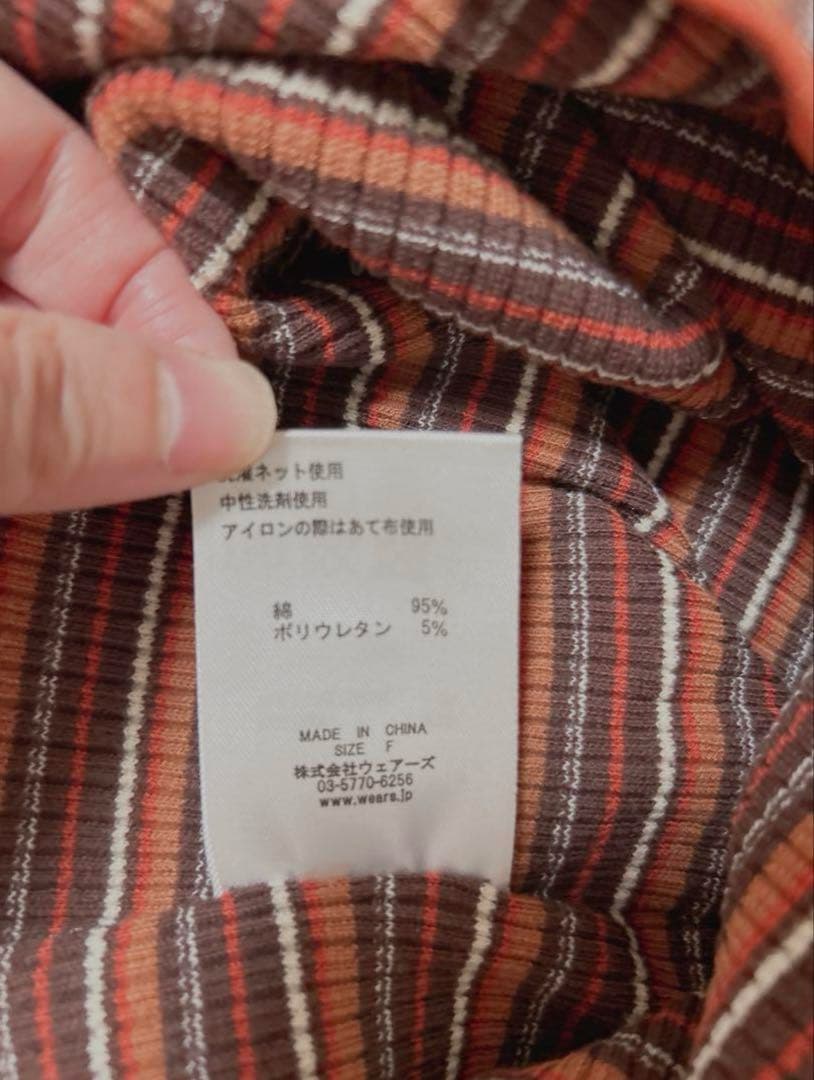 濯ネット使用
中性洗剤使用
アイロンの際はあて布使用
綿 95%
ポリウレタン 5%
MADE IN CHINA
SIZE F
株式会社ウェアーズ
03-5770-6256
www.wears.jp